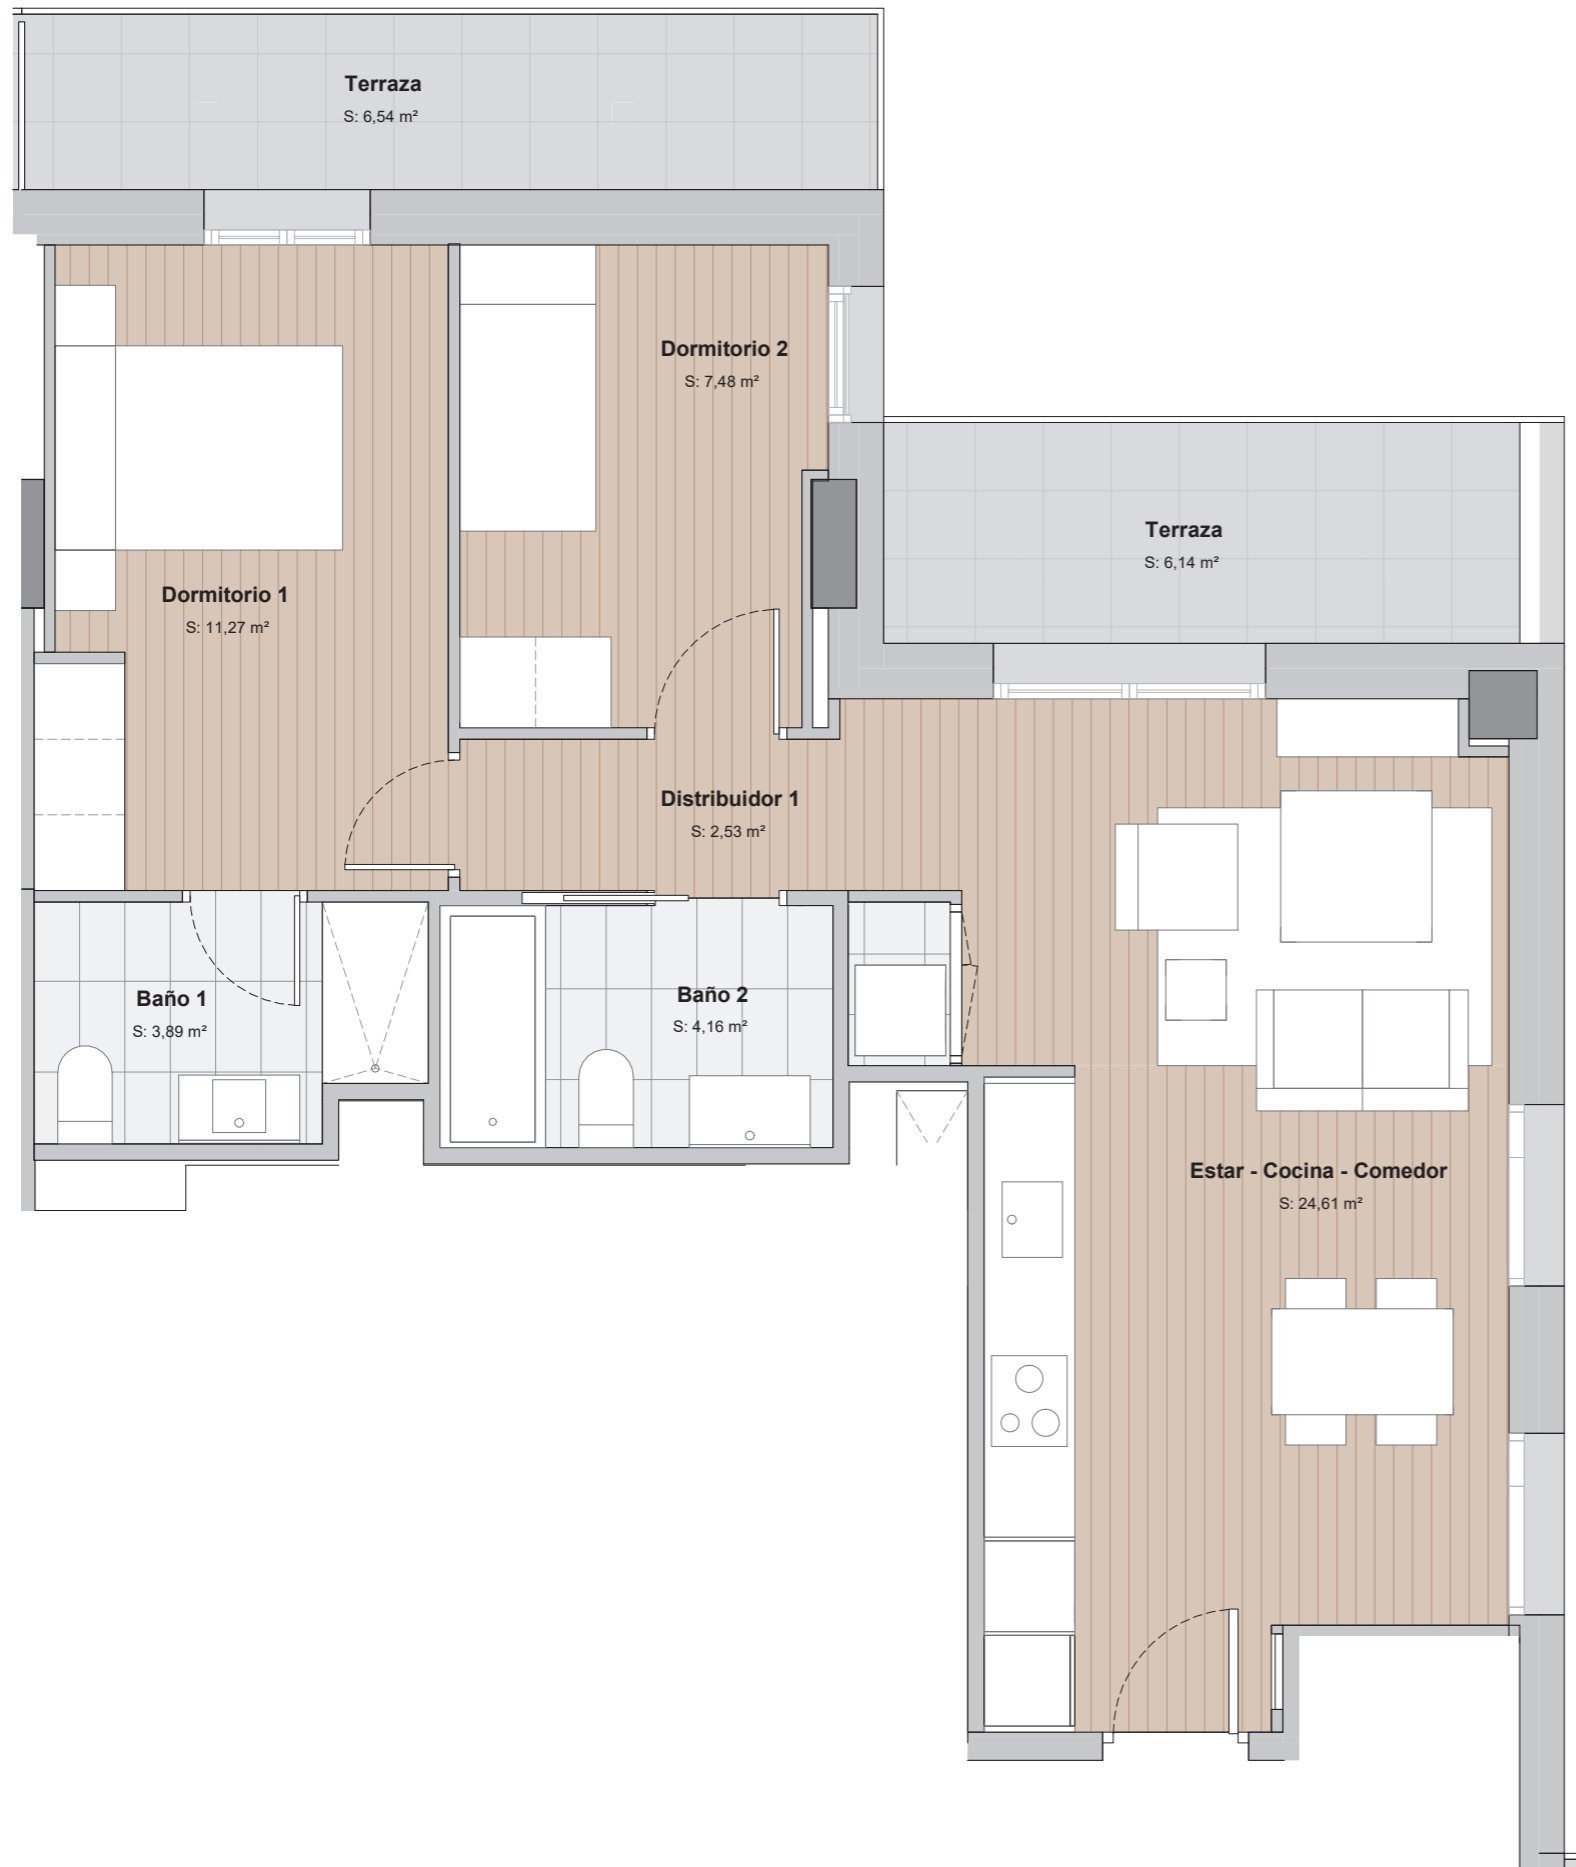 Terraza
S: 6,54 m²
Dormitorio 2
S: 7,48 m²
Terraza
S: 6,14 m²
Dormitorio 1
S: 11,27 m²
Distribuidor 1
S: 2,53 m²
Baño 1
S: 3,89 m²
Baño 2
S: 4,16 m²
Estar - Cocina - Comedor
S: 24,61 m²